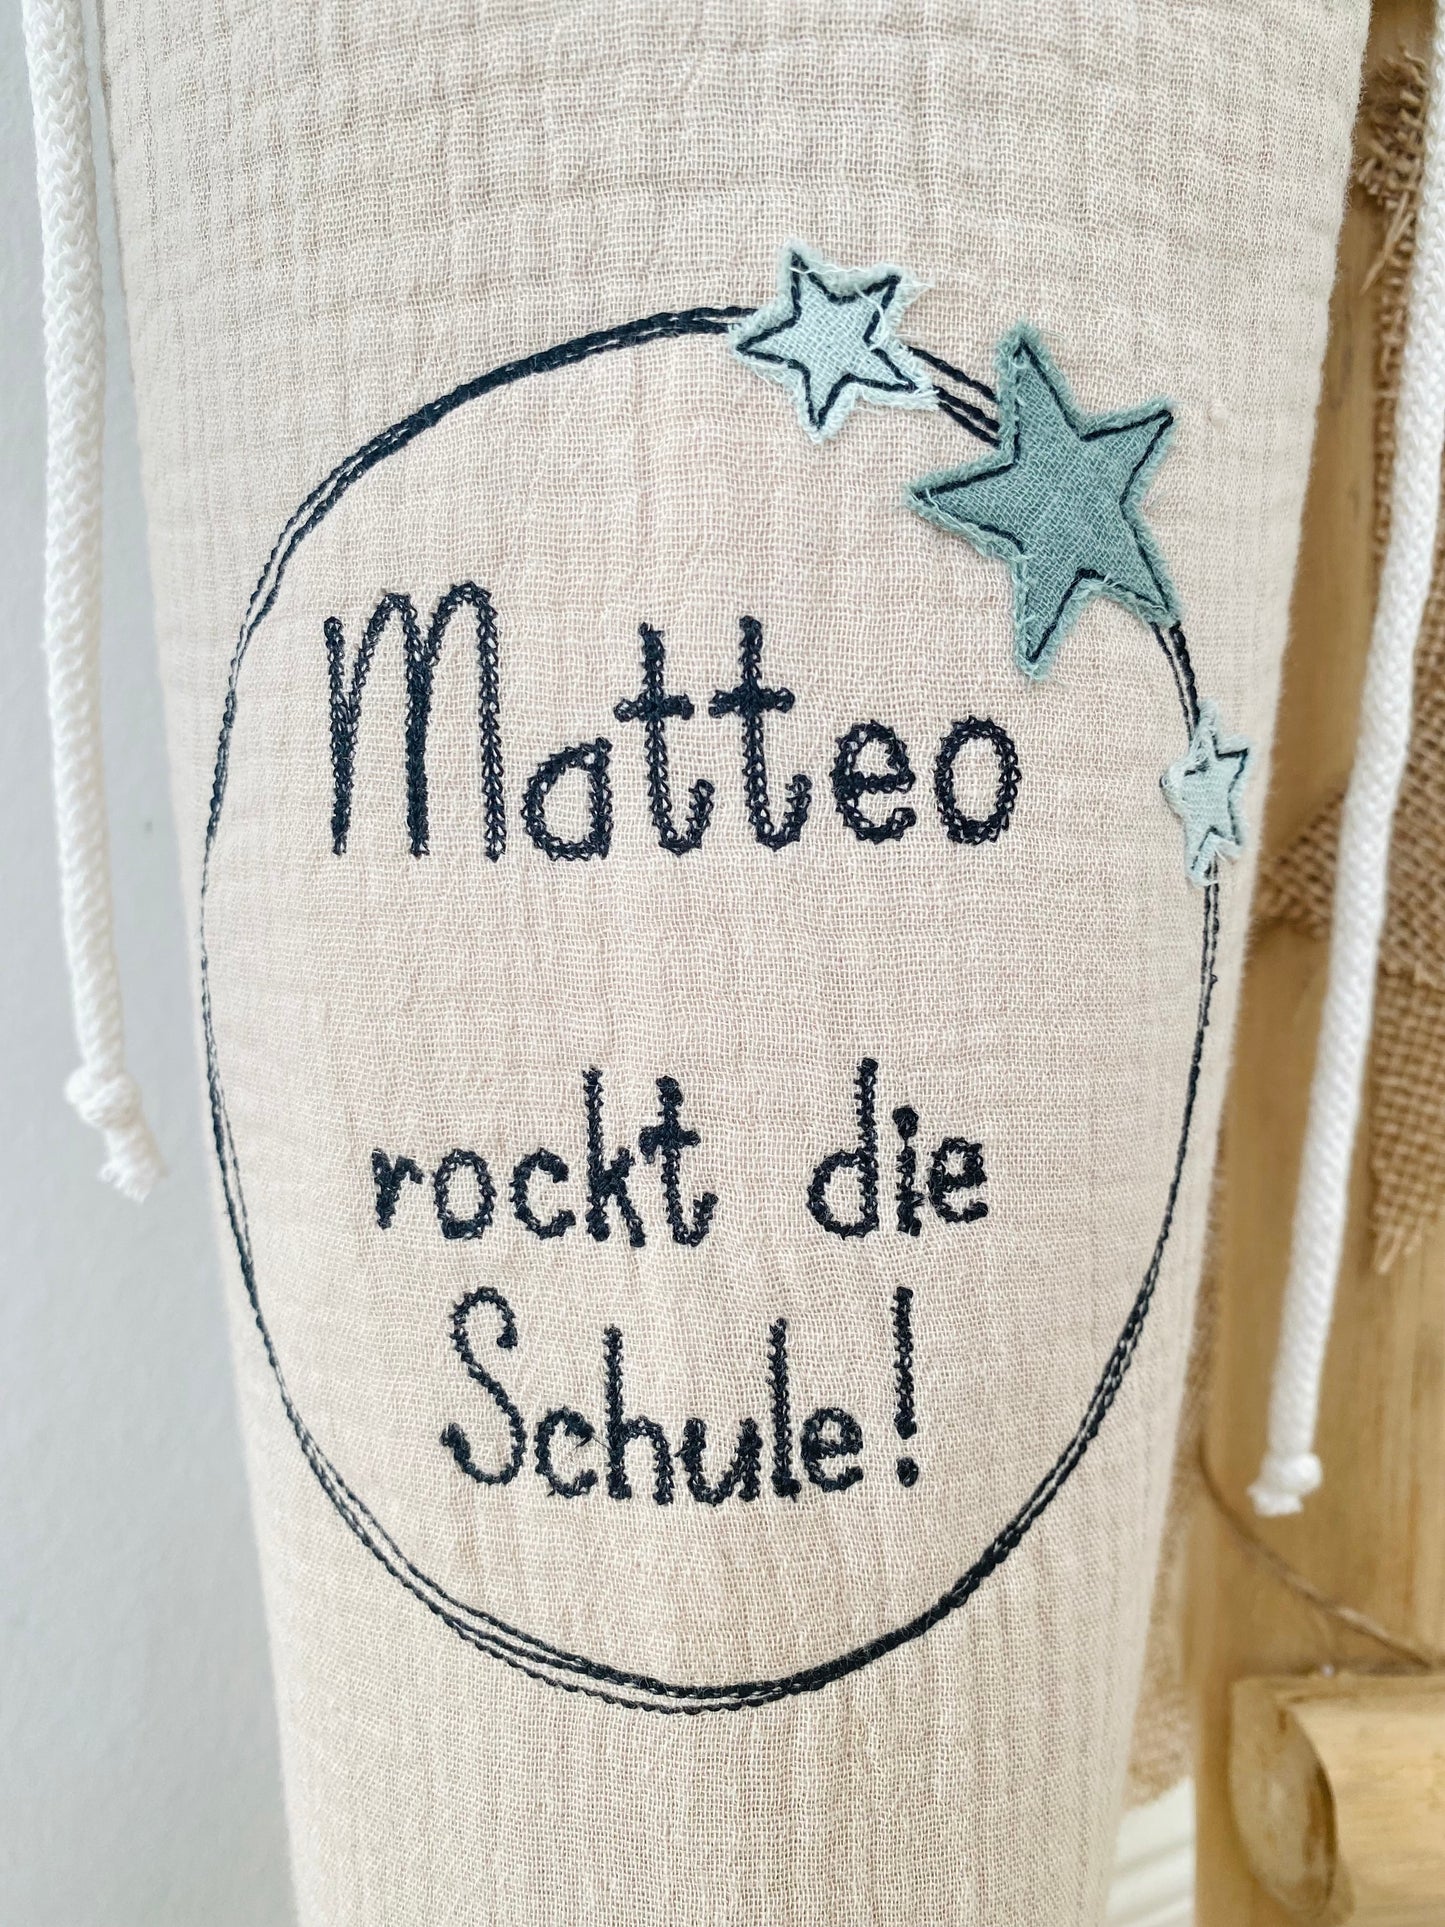 Matteo
rockt die
Schule!